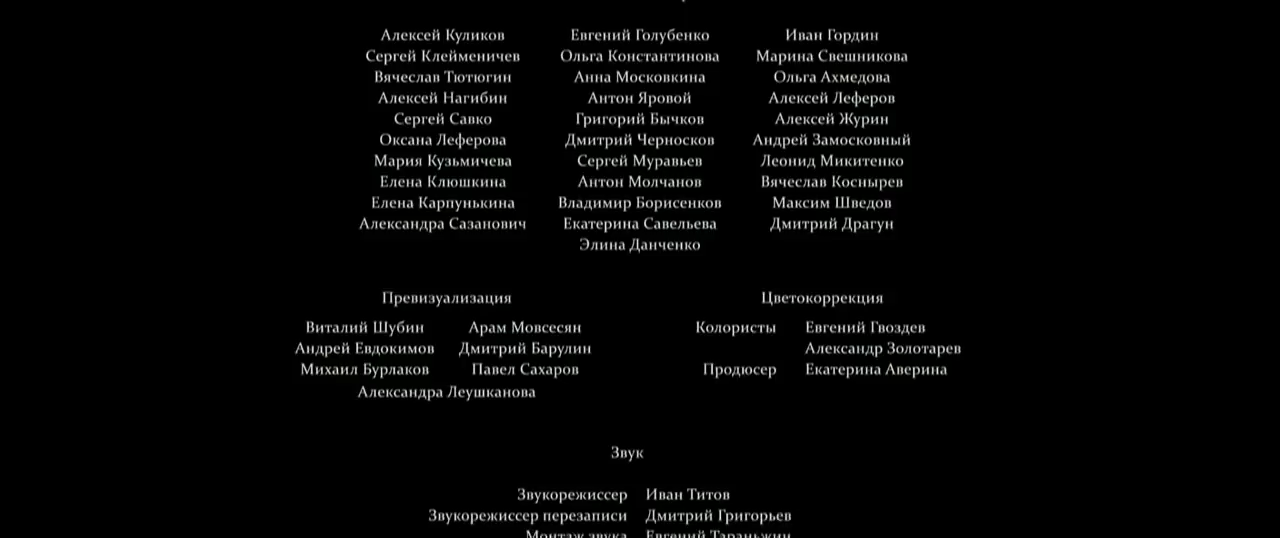 Алексей Куликов Евгений Голубенко Иван Гордин
Сергей Клейменичев Ольга Константинова Марина Свешникова
Вячеслав Тютюгин Анна Московкина Ольга Ахмедова
Алексей Нагибин Антон Яровой Алексей Леферов
Сергей Савко Григорий Бычков Алексей Журин
Оксана Леферова Дмитрий Черносков Андрей Замосковный
Мария Кузьмичева Сергей Муравьев Леонид Микитенко
Елена Клюшкина Антон Молчанов Вячеслав Коснырев
Елена Карпунькина Владимир Борисенков Максим Шведов
Александра Сазанович Екатерина Савельева Дмитрий Драгун
Элина Данченко
Превизуализация
Виталий Шубин Арам Мовсесян
Андрей Евдокимов Дмитрий Барулин
Михаил Бурлаков Павел Сахаров
Александра Леушканова
Цветокоррекция
Колористы Евгений Гвоздев
Александр Золотарев
Продюсер Екатерина Аверина
Звук
Звукорежиссер Иван Титов
Звукорежиссер перезаписи Дмитрий Григорьев
Монтаж звука Евгений Тараньжин